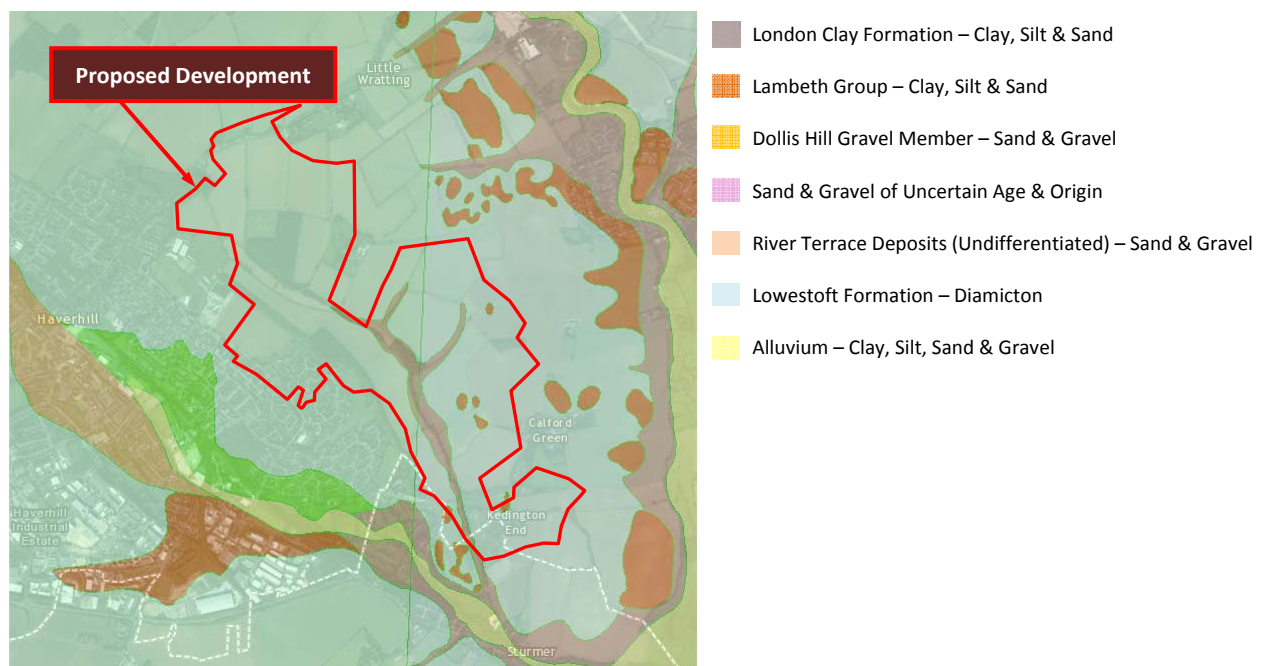 Proposed Development
Little
Wratting
Haverhill
Haverhill
Industrial
Estate
Calford
Green
Kedington
End
Sturmer
London Clay Formation – Clay, Silt & Sand
Lambeth Group – Clay, Silt & Sand
Dollis Hill Gravel Member – Sand & Gravel
Sand & Gravel of Uncertain Age & Origin
River Terrace Deposits (Undifferentiated) – Sand & Gravel
Lowestoft Formation – Diamicton
Alluvium – Clay, Silt, Sand & Gravel